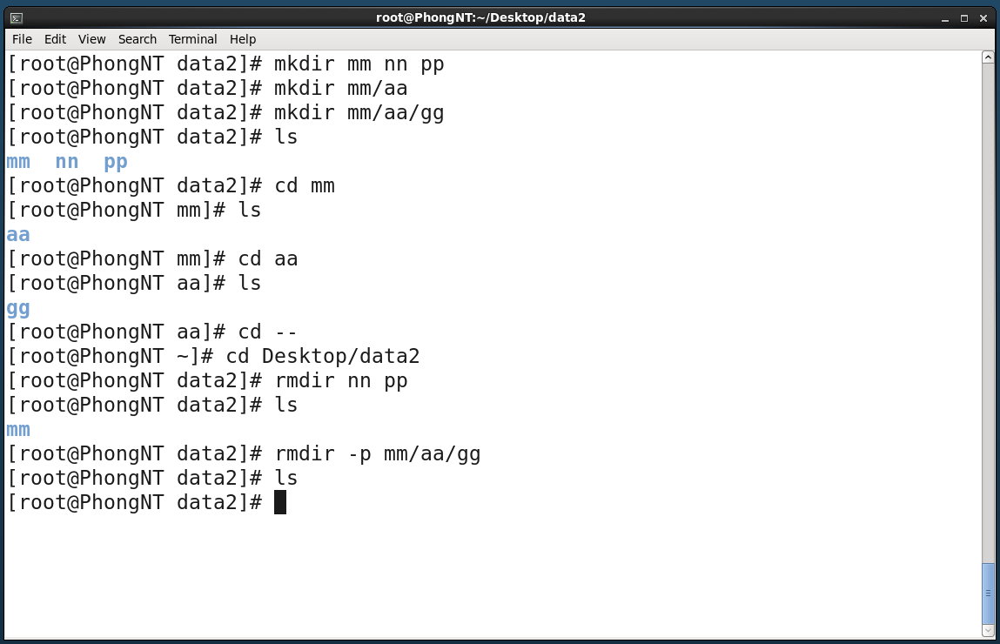 root@PhongNT:~/Desktop/data2
File Edit View Search Terminal Help
[root@PhongNT data2]# mkdir mm nn pp
[root@PhongNT data2]# mkdir mm/aa
[root@PhongNT data2]# mkdir mm/aa/gg
[root@PhongNT data2]# ls
mm  nn  pp
[root@PhongNT data2]# cd mm
[root@PhongNT mm]# ls
aa
[root@PhongNT mm]# cd aa
[root@PhongNT aa]# ls
gg
[root@PhongNT aa]# cd --
[root@PhongNT ~]# cd Desktop/data2
[root@PhongNT data2]# rmdir nn pp
[root@PhongNT data2]# ls
mm
[root@PhongNT data2]# rmdir -p mm/aa/gg
[root@PhongNT data2]# ls
[root@PhongNT data2]#